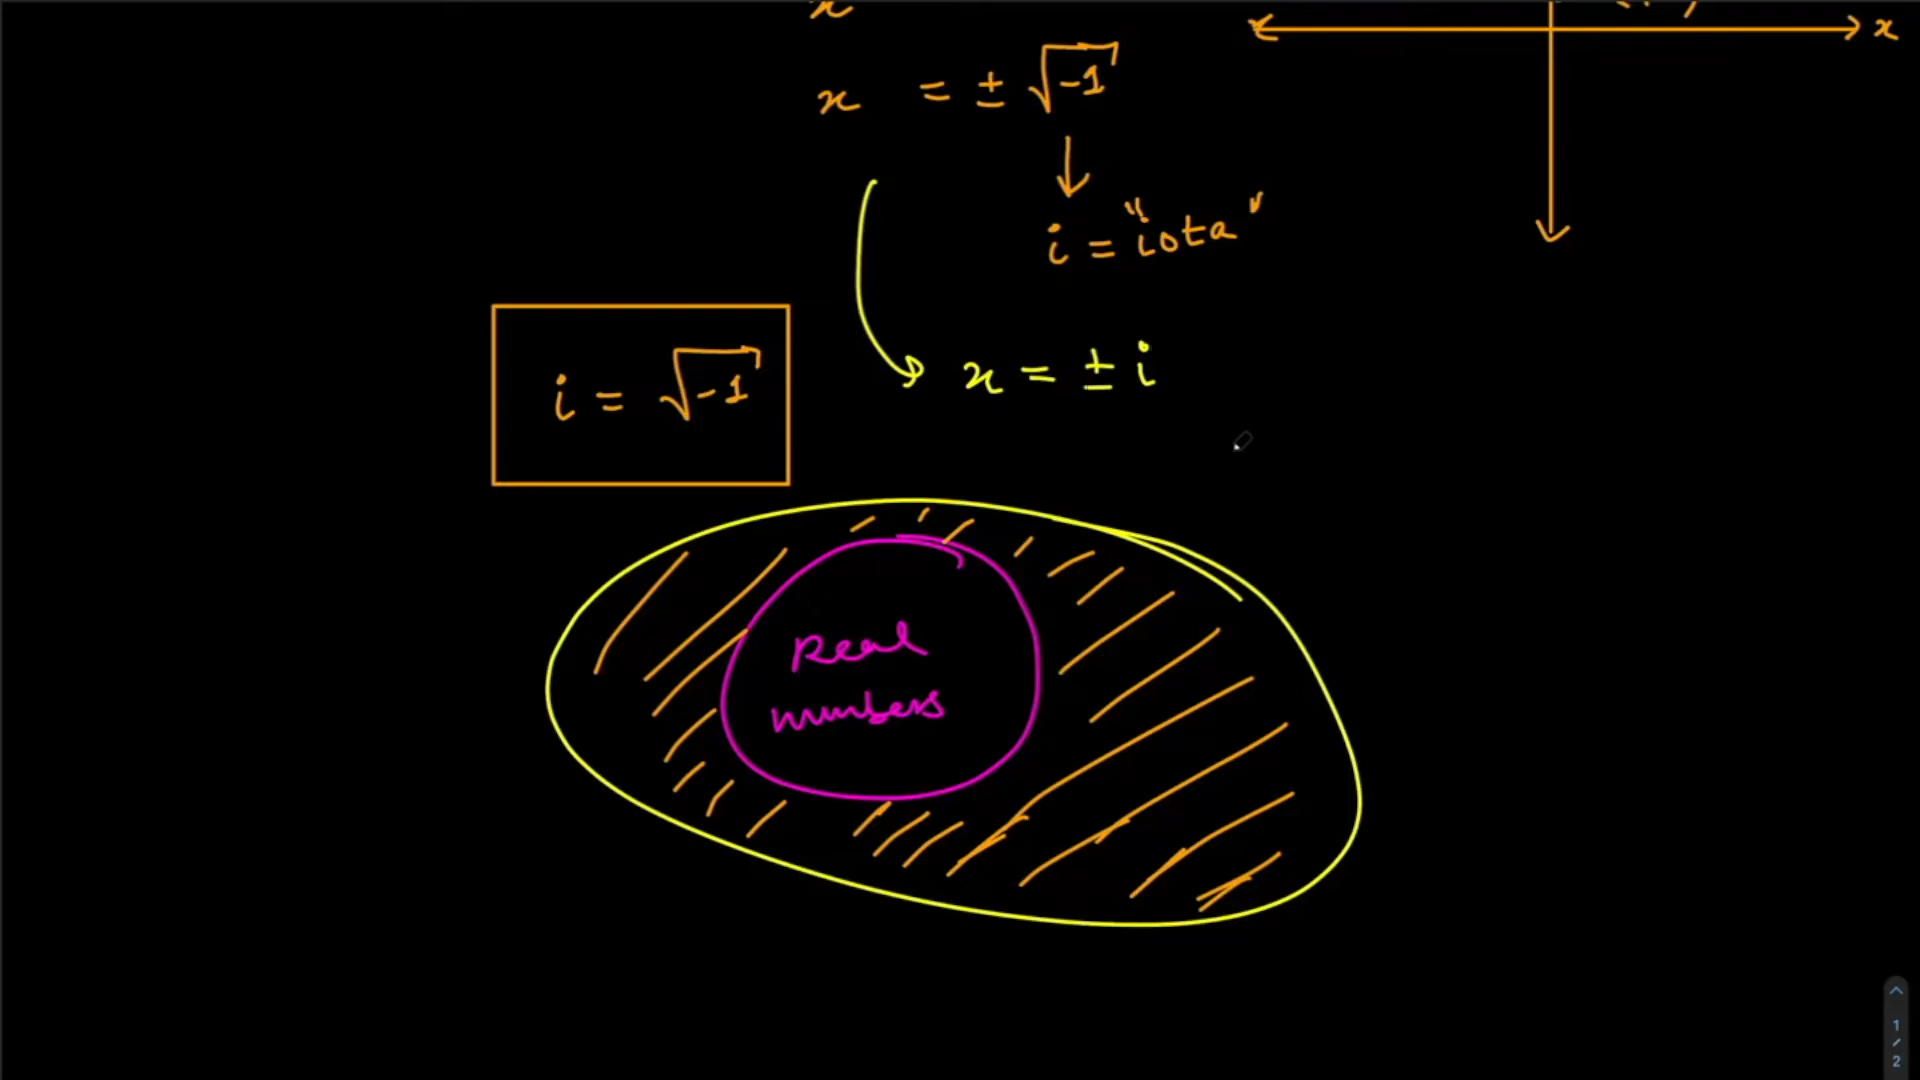 x
x = ± √-1
i = "iota"
i = √-1
x = ± i
Real
numbers
1
/
2